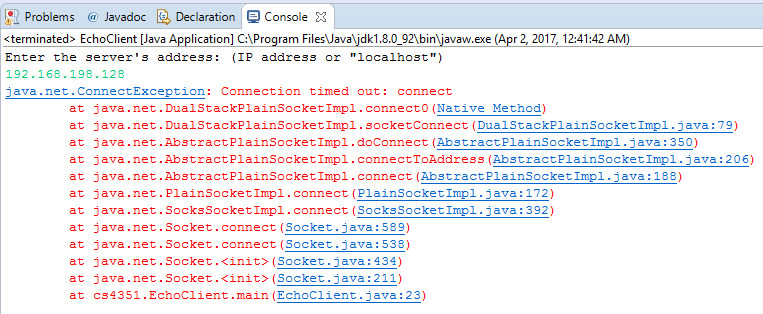 Problems @ Javadoc Declaration Console
<terminated> EchoClient [Java Application] C:\Program Files\Java\jdk1.8.0_92\bin\javaw.exe (Apr 2, 2017, 12:41:42 AM)
Enter the server's address: (IP address or "localhost")
192.168.198.128
java.net.ConnectException: Connection timed out: connect
at java.net.DualStackPlainSocketImpl.connect0(Native Method)
at java.net.DualStackPlainSocketImpl.socketConnect(DualStackPlainSocketImpl.java:79)
at java.net.AbstractPlainSocketImpl.doConnect(AbstractPlainSocketImpl.java:350)
at java.net.AbstractPlainSocketImpl.connectToAddress(AbstractPlainSocketImpl.java:206)
at java.net.AbstractPlainSocketImpl.connect(AbstractPlainSocketImpl.java:188)
at java.net.PlainSocketImpl.connect(PlainSocketImpl.java:172)
at java.net.SocksSocketImpl.connect(SocksSocketImpl.java:392)
at java.net.Socket.connect(Socket.java:589)
at java.net.Socket.connect(Socket.java:538)
at java.net.Socket.<init>(Socket.java:434)
at java.net.Socket.<init>(Socket.java:211)
at cs4351.EchoClient.main(EchoClient.java:23)